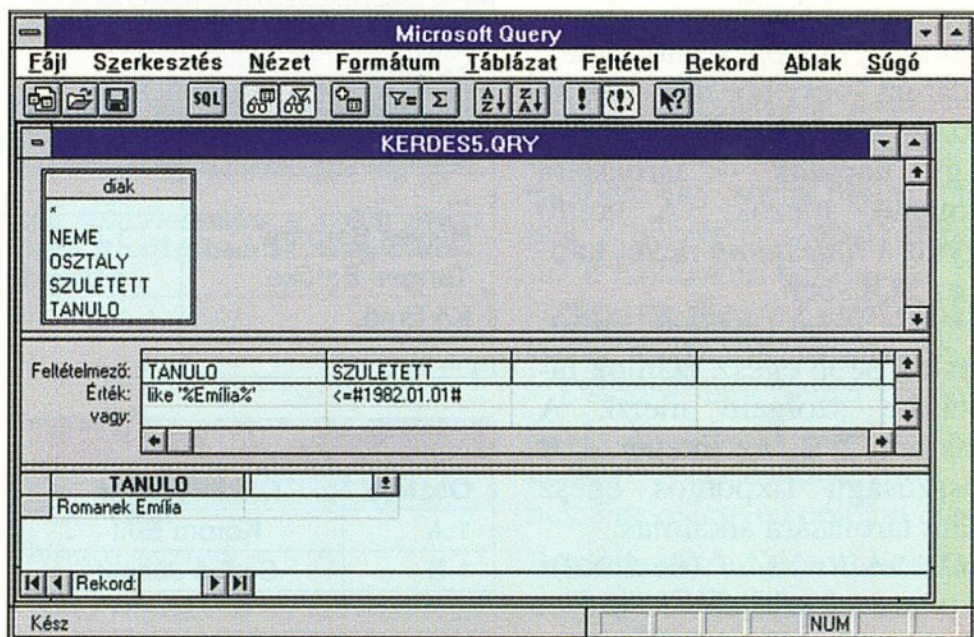 Microsoft Query
Fájl Szerkesztés Nézet Formátum Táblázat Feltétel Rekord Ablak Súgó
SQL
KERDES5.QRY
diak
*
NEME
OSZTALY
SZULETETT
TANULO
Feltételmező: TANULO SZULETETT
Érték: like '%Emília%' <=#1982.01.01#
vagy:
TANULO
Romanek Emília
Rekord:
Kész NUM